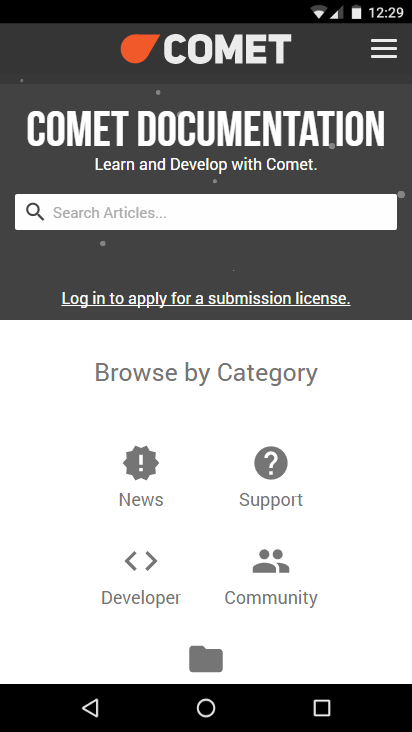 12:29
COMET
COMET DOCUMENTATION
Learn and Develop with Comet.
Search Articles...
Log in to apply for a submission license.
Browse by Category
News
Support
Developer
Community